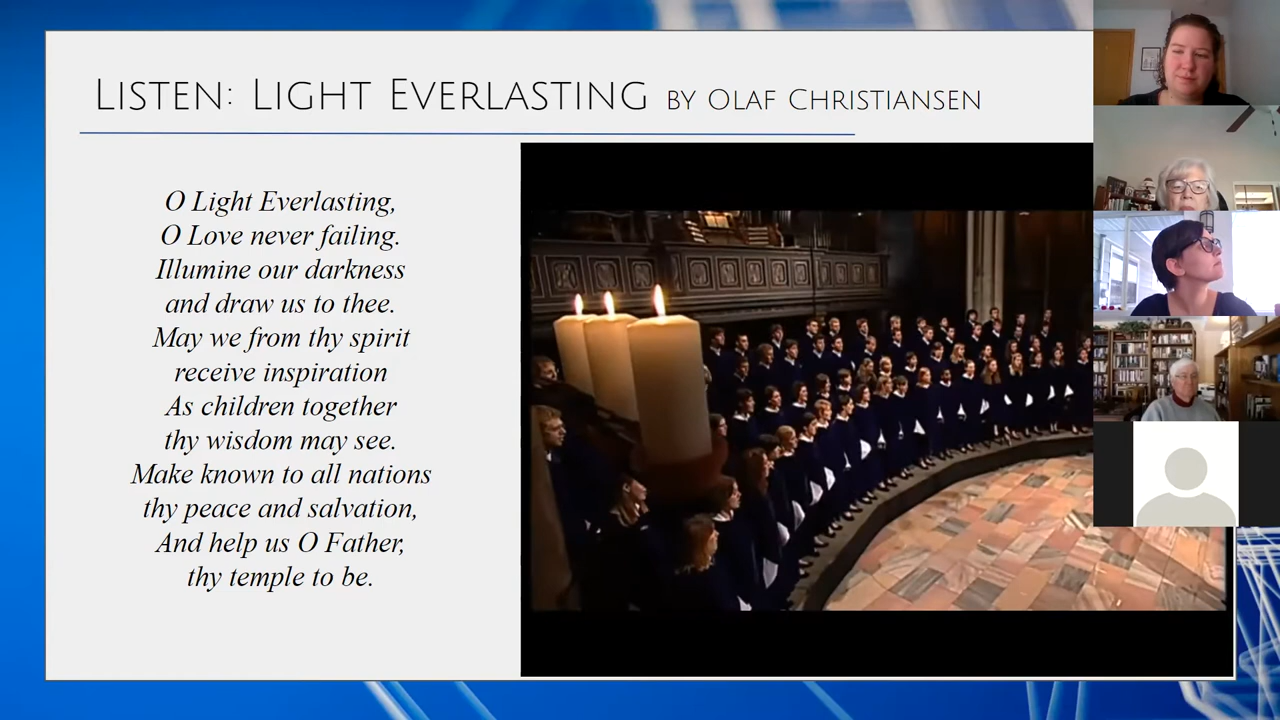 Listen: Light Everlasting by Olaf Christiansen
O Light Everlasting,
O Love never failing.
Illumine our darkness
and draw us to thee.
May we from thy spirit
receive inspiration
As children together
thy wisdom may see.
Make known to all nations
thy peace and salvation,
And help us O Father,
thy temple to be.